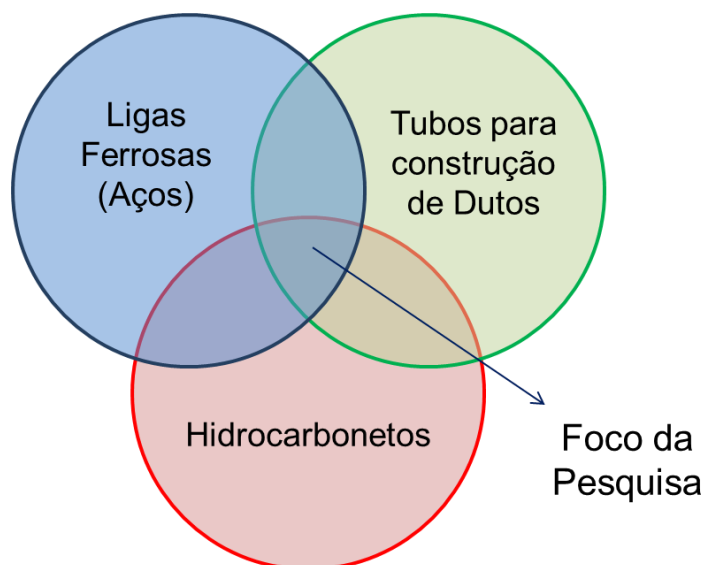 Ligas
Ferrosas
(Aços)
Tubos para
construção
de Dutos
Hidrocarbonetos
Foco da
Pesquisa